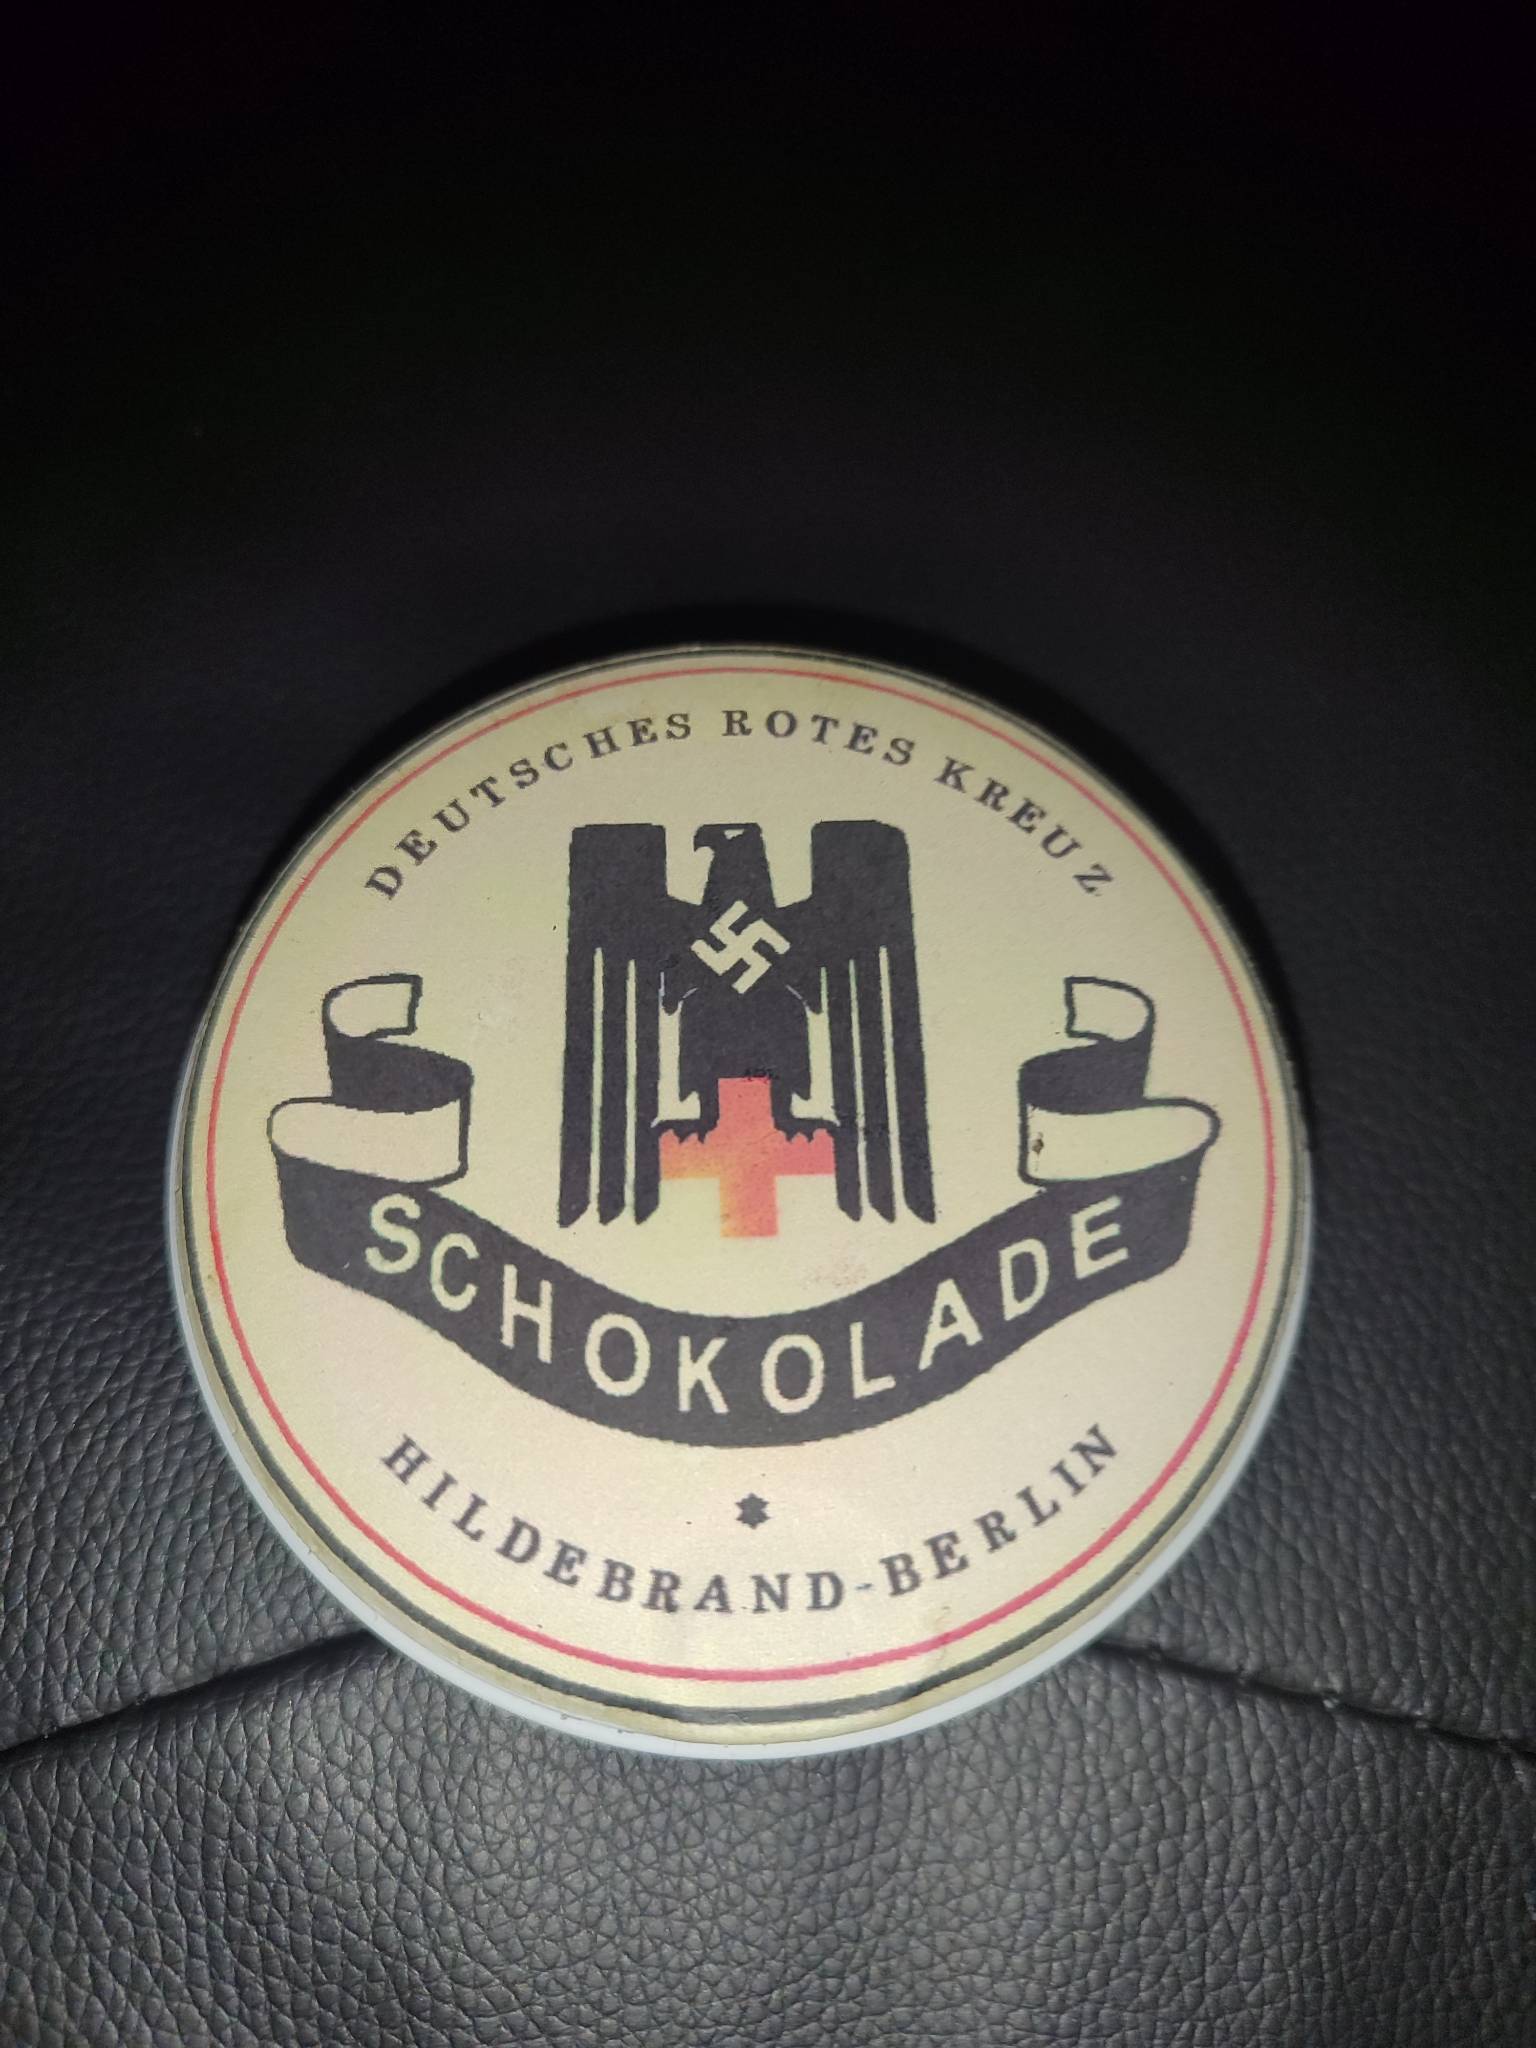 DEUTSCHES ROTES KREUZ
SCHOKOLADE
HILDEBRAND-BERLIN